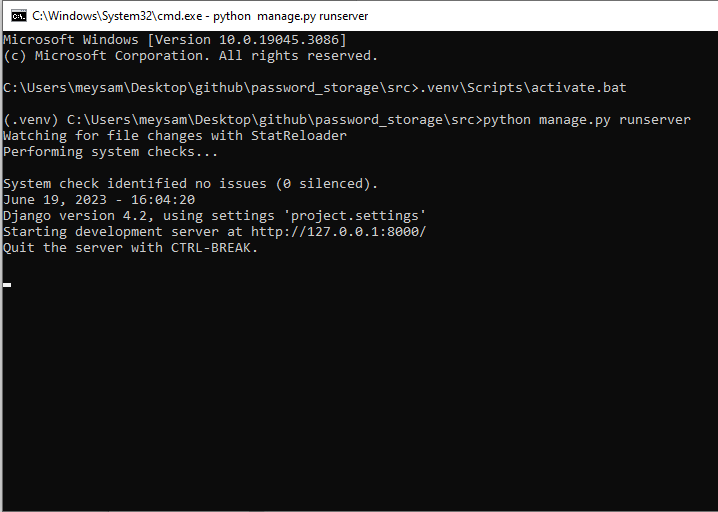 C:\Windows\System32\cmd.exe - python  manage.py runserver
Microsoft Windows [Version 10.0.19045.3086]
(c) Microsoft Corporation. All rights reserved.
C:\Users\meysam\Desktop\github\password_storage\src>.venv\Scripts\activate.bat
(.venv) C:\Users\meysam\Desktop\github\password_storage\src>python manage.py runserver
Watching for file changes with StatReloader
Performing system checks...
System check identified no issues (0 silenced).
June 19, 2023 - 16:04:20
Django version 4.2, using settings 'project.settings'
Starting development server at http://127.0.0.1:8000/
Quit the server with CTRL-BREAK.